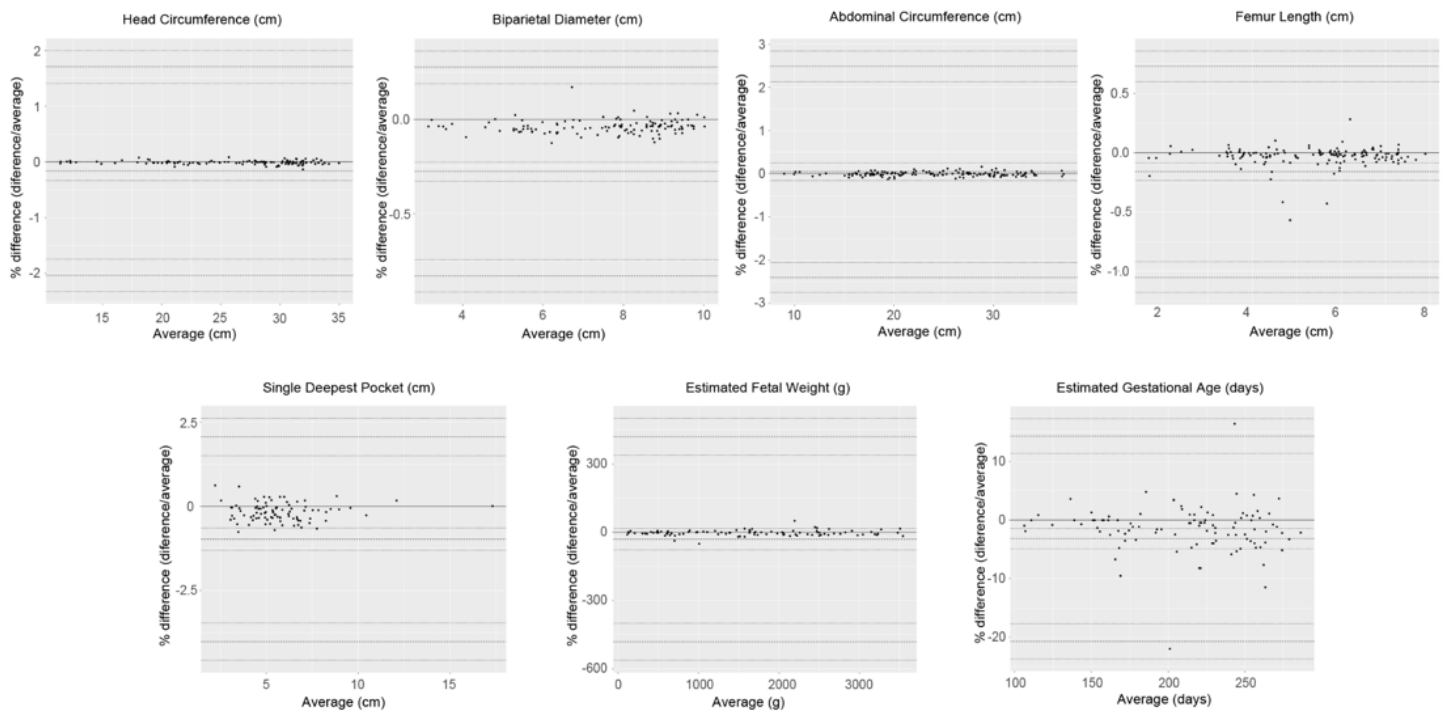 Head Circumference (cm)
% difference (diference/average)
2
1
0
-1
-2
15
20
25
30
35
Average (cm)
Biparietal Diameter (cm)
% difference (diference/average)
0.0
-0.5
4
6
8
10
Average (cm)
Abdominal Circumference (cm)
% difference (diference/average)
3
2
1
0
-1
-2
-3
10
20
30
Average (cm)
Femur Length (cm)
% difference (diference/average)
0.5
0.0
-0.5
-1.0
2
4
6
8
Average (cm)
Single Deepest Pocket (cm)
% difference (diference/average)
2.5
0
-2.5
5
10
15
Average (cm)
Estimated Fetal Weight (g)
% difference (diference/average)
300
0
-300
-600
0
1000
2000
3000
Average (g)
Estimated Gestational Age (days)
% difference (diference/average)
10
0
-10
-20
100
150
200
250
Average (days)